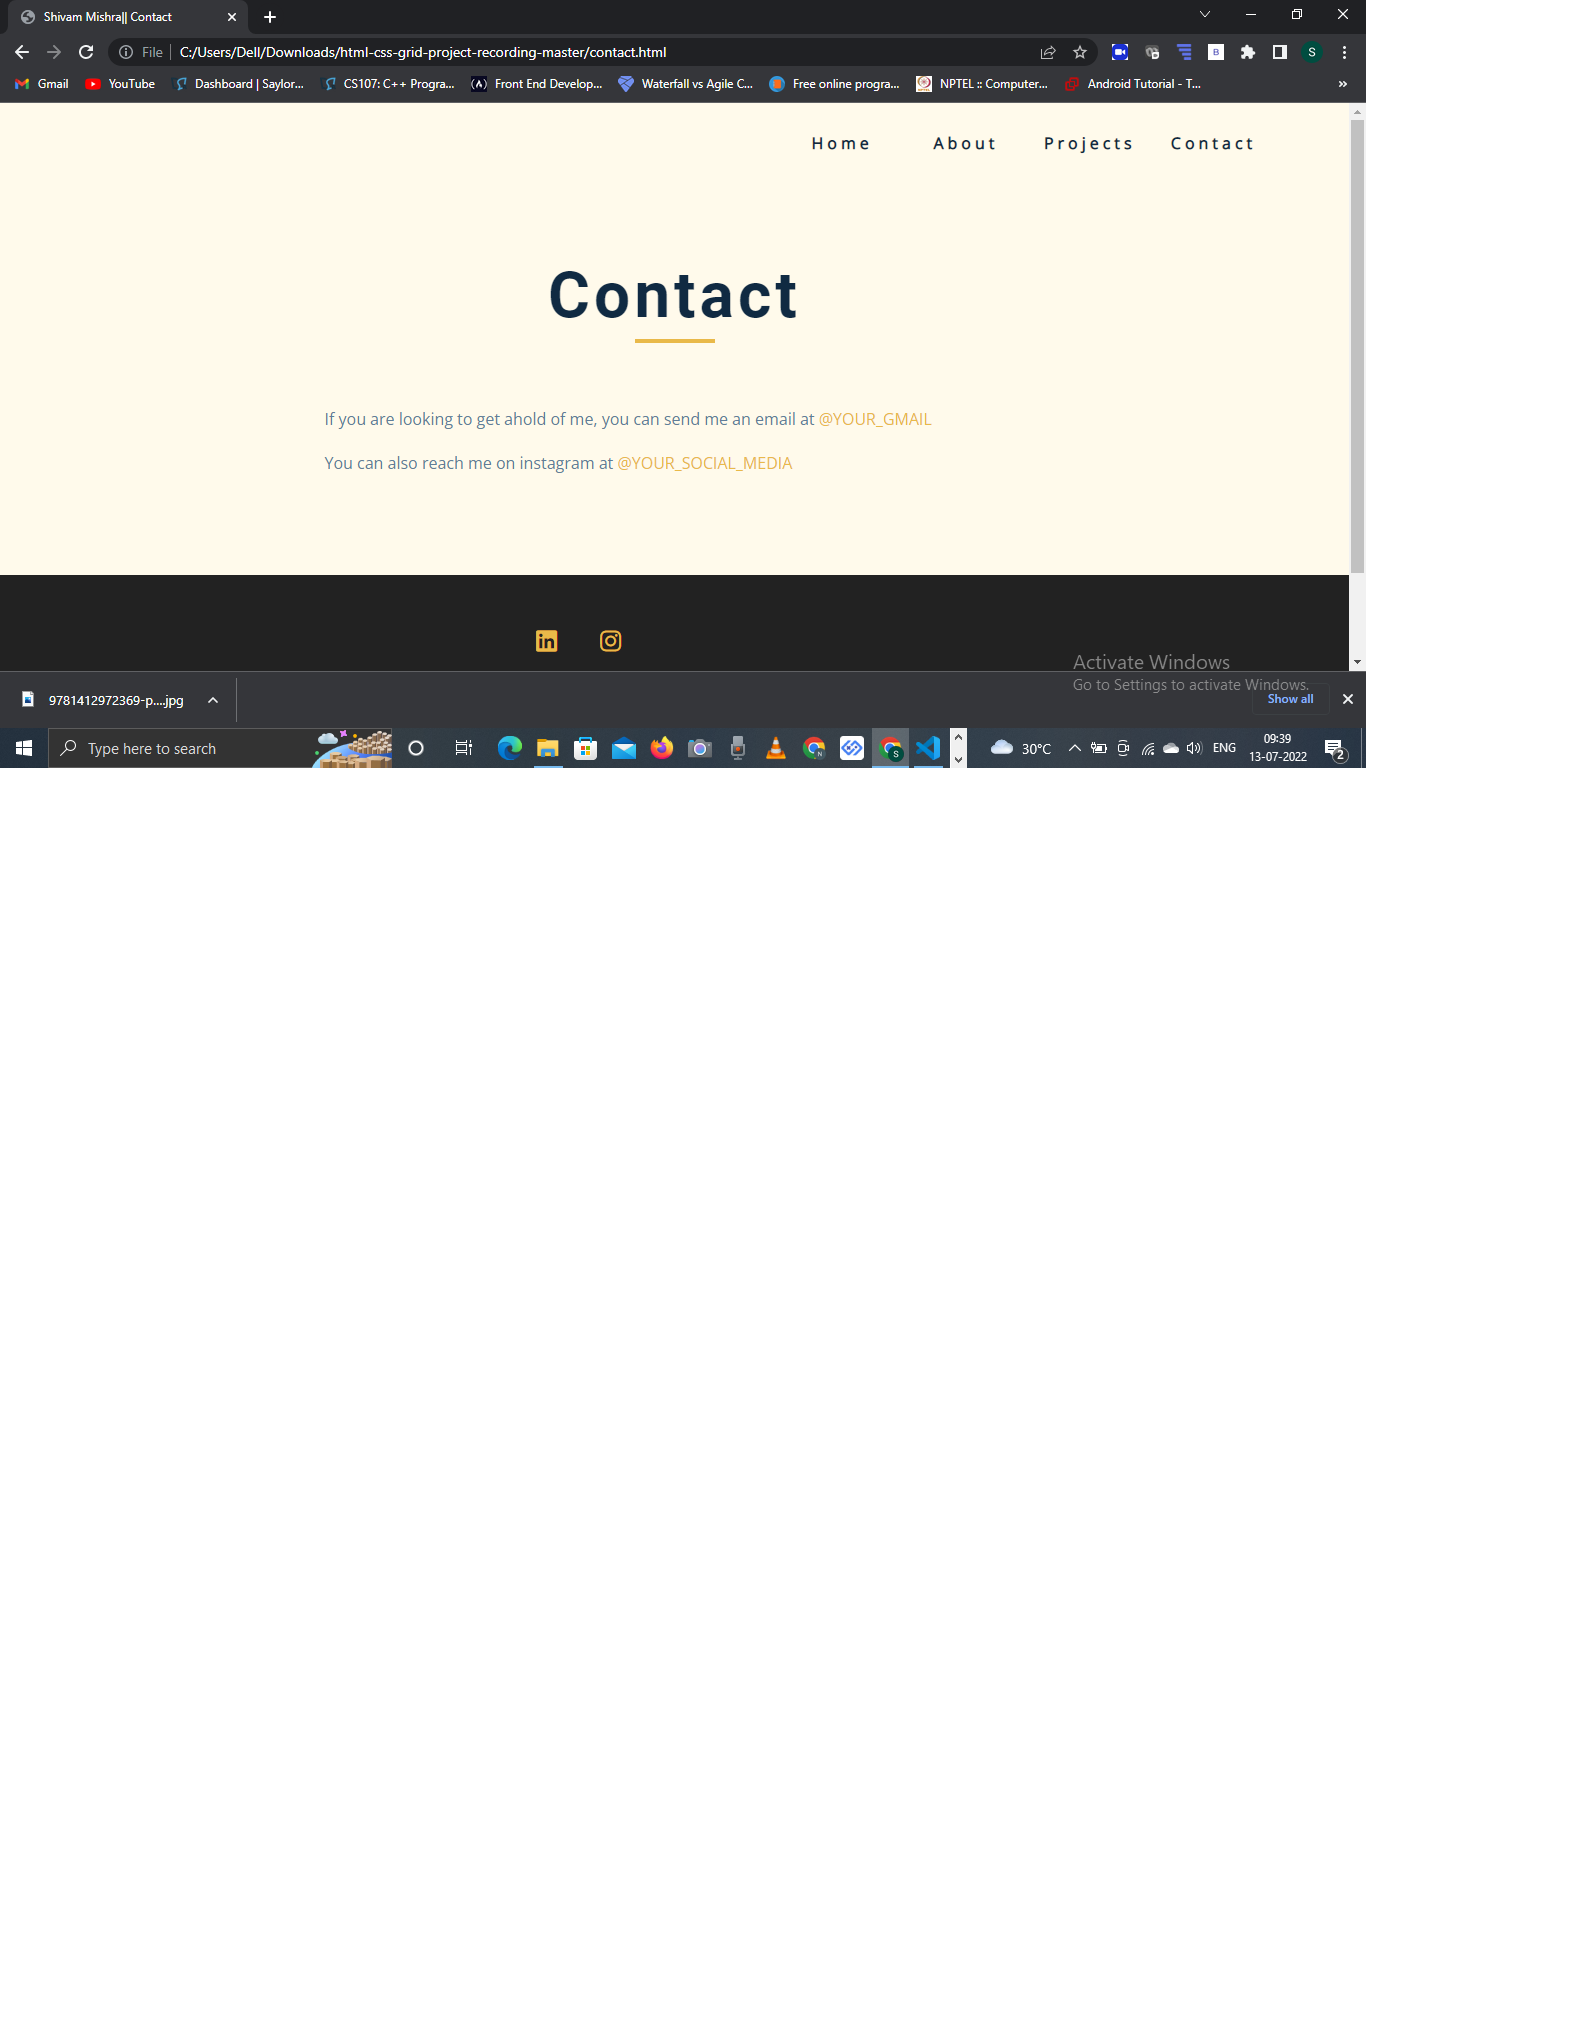 Shivam Mishra|| Contact
File
C:/Users/Dell/Downloads/html-css-grid-project-recording-master/contact.html
S
Gmail
YouTube
Dashboard | Saylor...
CS107: C++ Progra...
Front End Develop...
Waterfall vs Agile C...
Free online progra...
NPTEL :: Computer...
Android Tutorial - T...
»
Home About Projects Contact
Contact
If you are looking to get ahold of me, you can send me an email at @YOUR_GMAIL
You can also reach me on instagram at @YOUR_SOCIAL_MEDIA
in
Activate Windows
Go to Settings to activate Windows.
9781412972369-p....jpg
Show all
Type here to search
30°C
ENG
09:39
13-07-2022
2